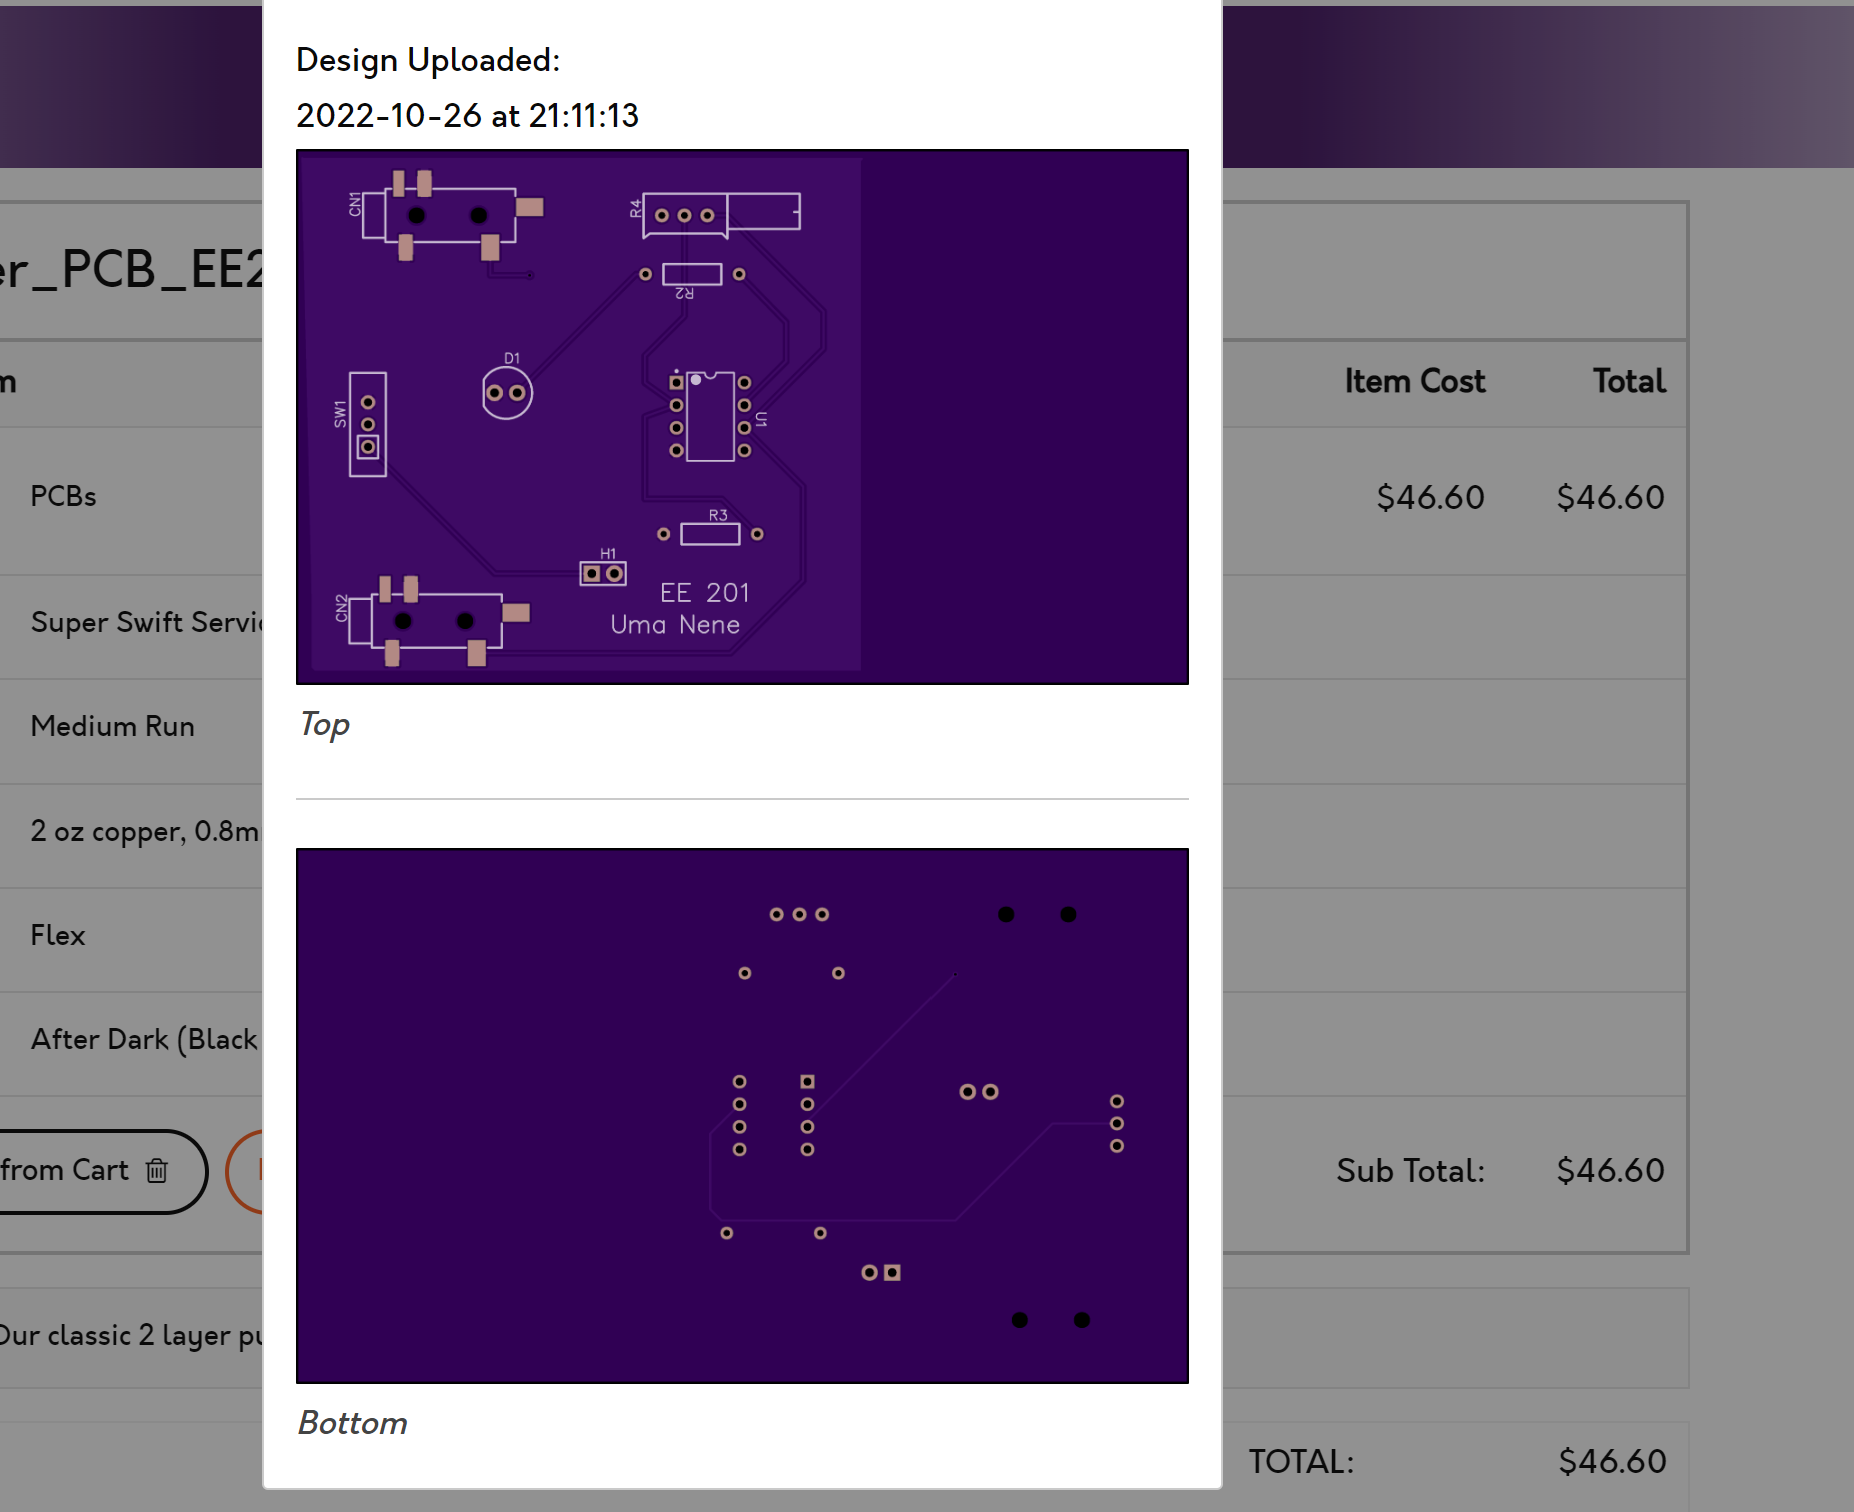 Design Uploaded:
2022-10-26 at 21:11:13
CN1
R4
R2
D1
SW1
U1
R3
H1
EE 201
Uma Nene
CN2
Top
Bottom
er_PCB_EE2
m
Item Cost
Total
PCBs
$46.60
$46.60
Super Swift Servic
Medium Run
2 oz copper, 0.8m
Flex
After Dark (Black
from Cart
Sub Total:
$46.60
Our classic 2 layer pu
TOTAL:
$46.60